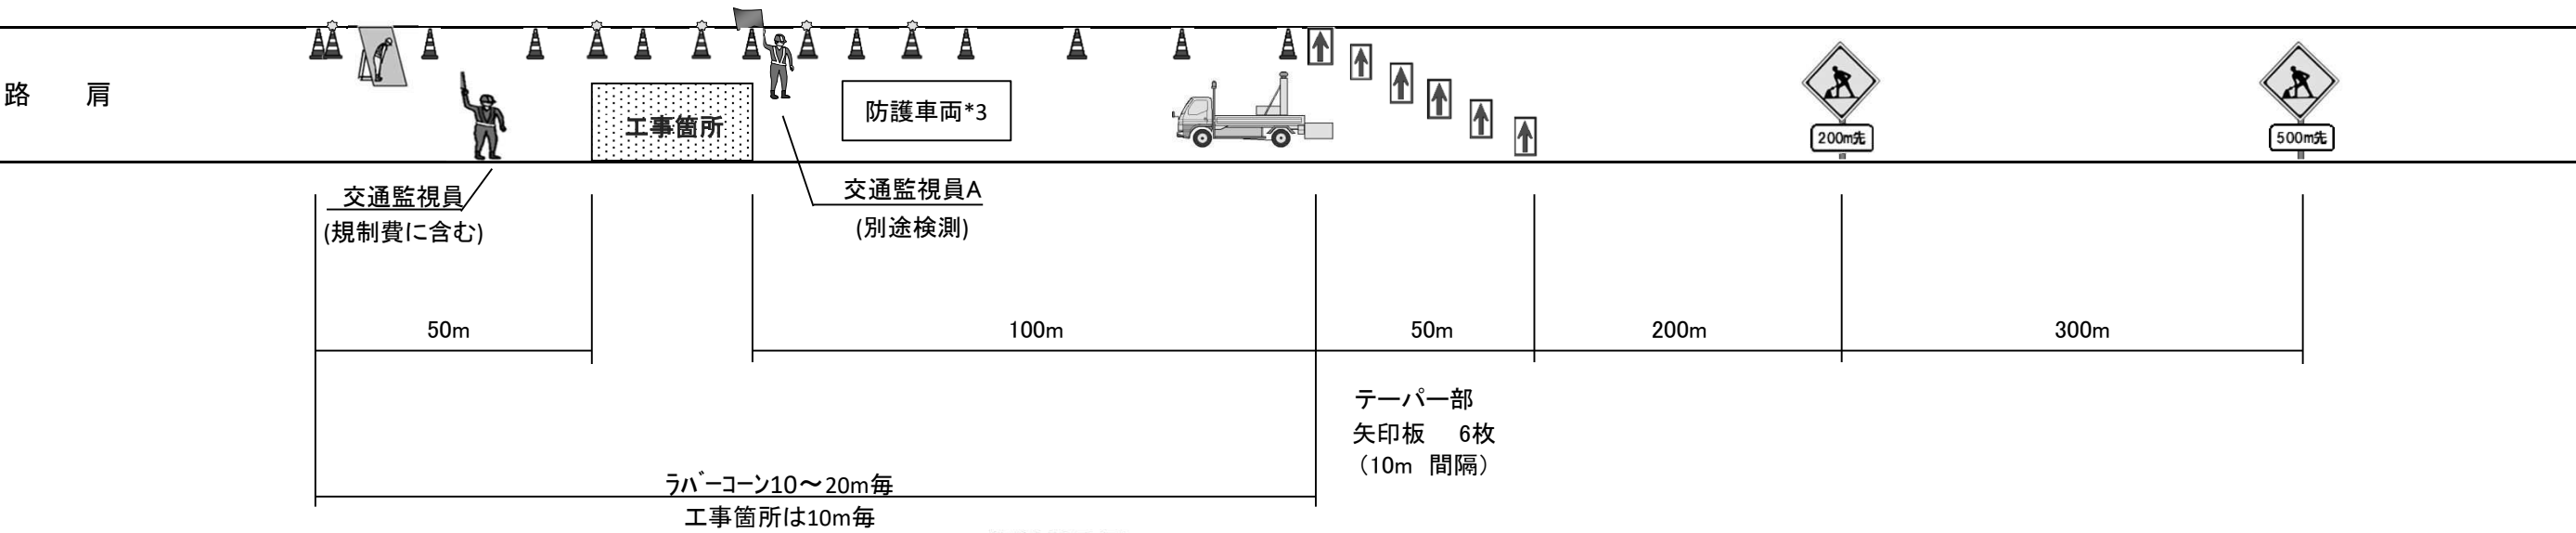 路　肩
工事箇所
防護車両*3
200m先
500m先
交通監視員
(規制費に含む)
交通監視員A
(別途検測)
50m
100m
50m
200m
300m
テーパー部
矢印板　6枚
（10m 間隔）
ﾗﾊﾞｰｺｰﾝ10～20m毎
工事箇所は10m毎